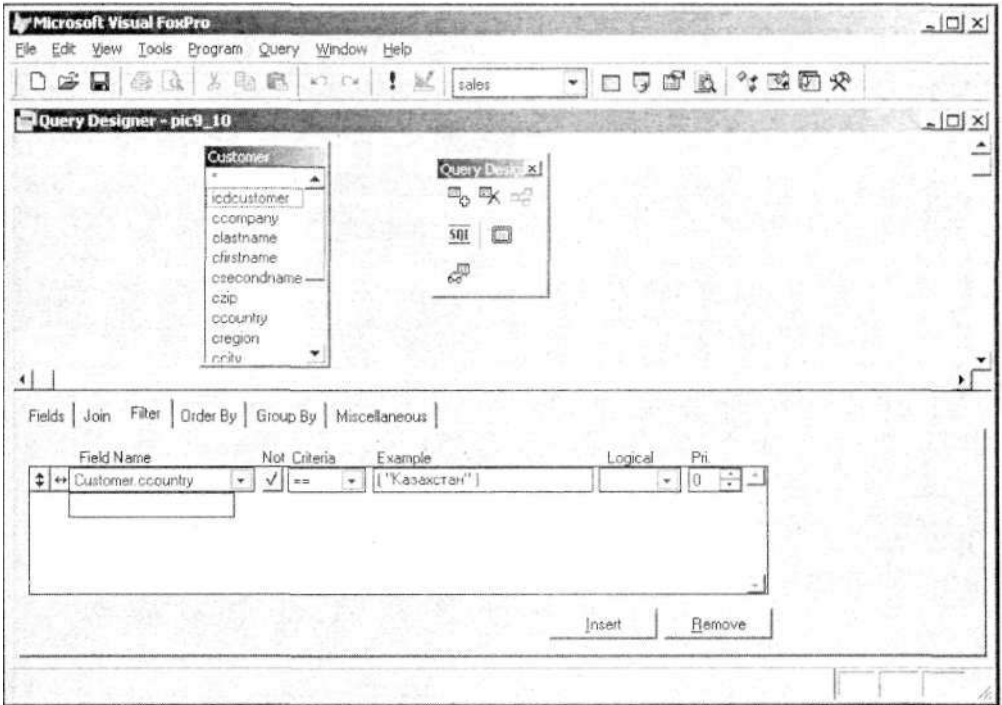 Microsoft Visual FoxPro
File Edit View Tools Program Query Window Help
sales
Query Designer - pic9_10
Customer
*
icdcustomer
ccompany
clastname
cfirstname
csecondname
czip
ccountry
cregion
ccity
Query Desig
SQL
Fields Join Filter Order By Group By Miscellaneous
Field Name Not Criteria Example Logical Pri.
Customer.ccountry == ( "Казахстан" ) 0
Insert Remove